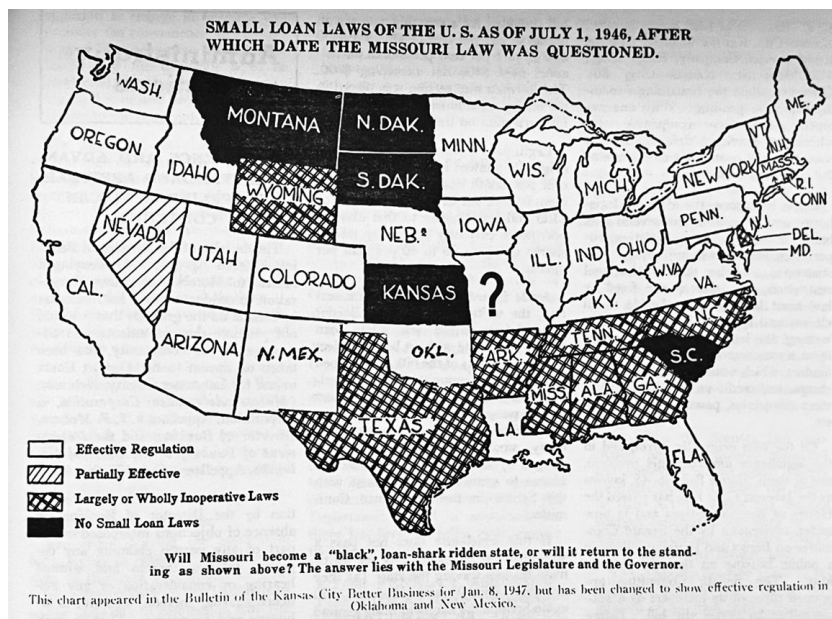 SMALL LOAN LAWS OF THE U. S. AS OF JULY 1, 1946, AFTER
WHICH DATE THE MISSOURI LAW WAS QUESTIONED.
WASH.
OREGON
IDAHO
MONTANA
N. DAK.
S. DAK.
MINN.
WIS.
MICH
WYOMING
NEVADA
UTAH
CAL.
COLORADO
NEB.
IOWA
ILL.
IND
OHIO
KANSAS
?
ARIZONA
N. MEX.
OKL.
TEXAS
ARK.
LA.
MISS
ALA.
GA.
FLA.
S.C.
N.C.
TENN.
KY.
W.VA
VA.
PENN.
NEW YORK
VT.
N.H.
ME.
MASS.
R.I.
CONN
N.J.
DEL.
MD.
Effective Regulation
Partially Effective
Largely or Wholly Inoperative Laws
No Small Loan Laws
Will Missouri become a "black", loan-shark ridden state, or will it return to the stand-
ing as shown above? The answer lies with the Missouri Legislature and the Governor.
This chart appeared in the Bulletin of the Kansas City Better Business for Jan. 8, 1947, but has been changed to show effective regulation in
Oklahoma and New Mexico.